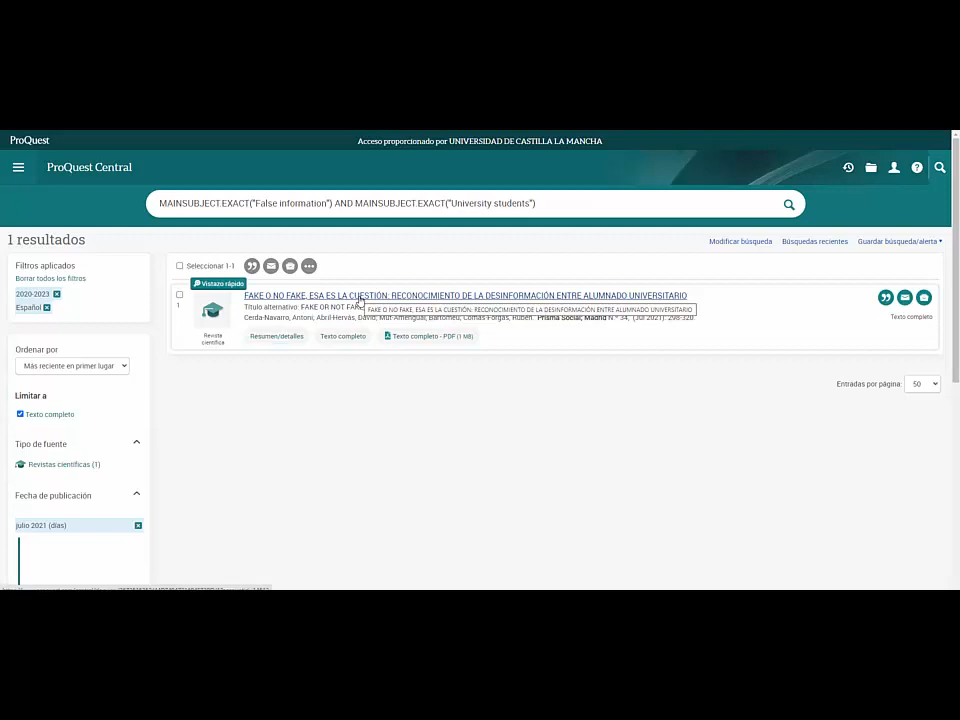 ProQuest
Acceso proporcionado por UNIVERSIDAD DE CASTILLA LA MANCHA
ProQuest Central
MAINSUBJECT.EXACT("False information") AND MAINSUBJECT.EXACT("University students")
1 resultados
Modificar búsqueda
Búsquedas recientes
Guardar búsqueda/alerta
Filtros aplicados
Borrar todos los filtros
2020-2023
Español
Ordenar por
Más reciente en primer lugar
Limitar a
Texto completo
Tipo de fuente
Revistas científicas (1)
Fecha de publicación
julio 2021 (días)
Seleccionar 1-1
Vistazo rápido
1
Revista
científica
FAKE O NO FAKE, ESA ES LA CUESTIÓN: RECONOCIMIENTO DE LA DESINFORMACIÓN ENTRE ALUMNADO UNIVERSITARIO
Título alternativo: FAKE OR NOT FAK
FAKE O NO FAKE, ESA ES LA CUESTIÓN: RECONOCIMIENTO DE LA DESINFORMACIÓN ENTRE ALUMNADO UNIVERSITARIO
Cerdà-Navarro, Antoni; Abril-Hervás, David; Mut-Amengual, Bartomeu; Comas-Forgas, Rubén. Prisma Social; Madrid N.º 34, (Jul 2021): 298-320.
Resumen/detalles
Texto completo
Texto completo - PDF (1 MB)
Texto completo
Entradas por página:
50